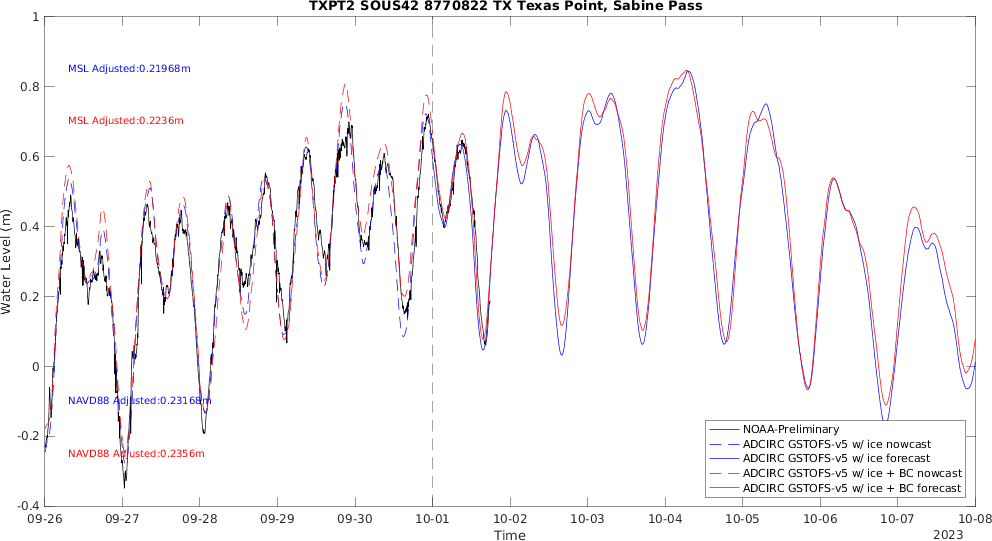 TXPT2 SOUS42 8770822 TX Texas Point, Sabine Pass
1
0.8
0.6
0.4
0.2
0
-0.2
-0.4
Water Level (m)
MSL Adjusted:0.21968m
MSL Adjusted:0.2236m
NAVD88 Adjusted:0.23168m
NAVD88 Adjusted:0.2356m
NOAA-Preliminary
ADCIRC GSTOFS-v5 w/ ice nowcast
ADCIRC GSTOFS-v5 w/ ice forecast
ADCIRC GSTOFS-v5 w/ ice + BC nowcast
ADCIRC GSTOFS-v5 w/ ice + BC forecast
09-26 09-27 09-28 09-29 09-30 10-01 10-02 10-03 10-04 10-05 10-06 10-07 10-08
Time
2023